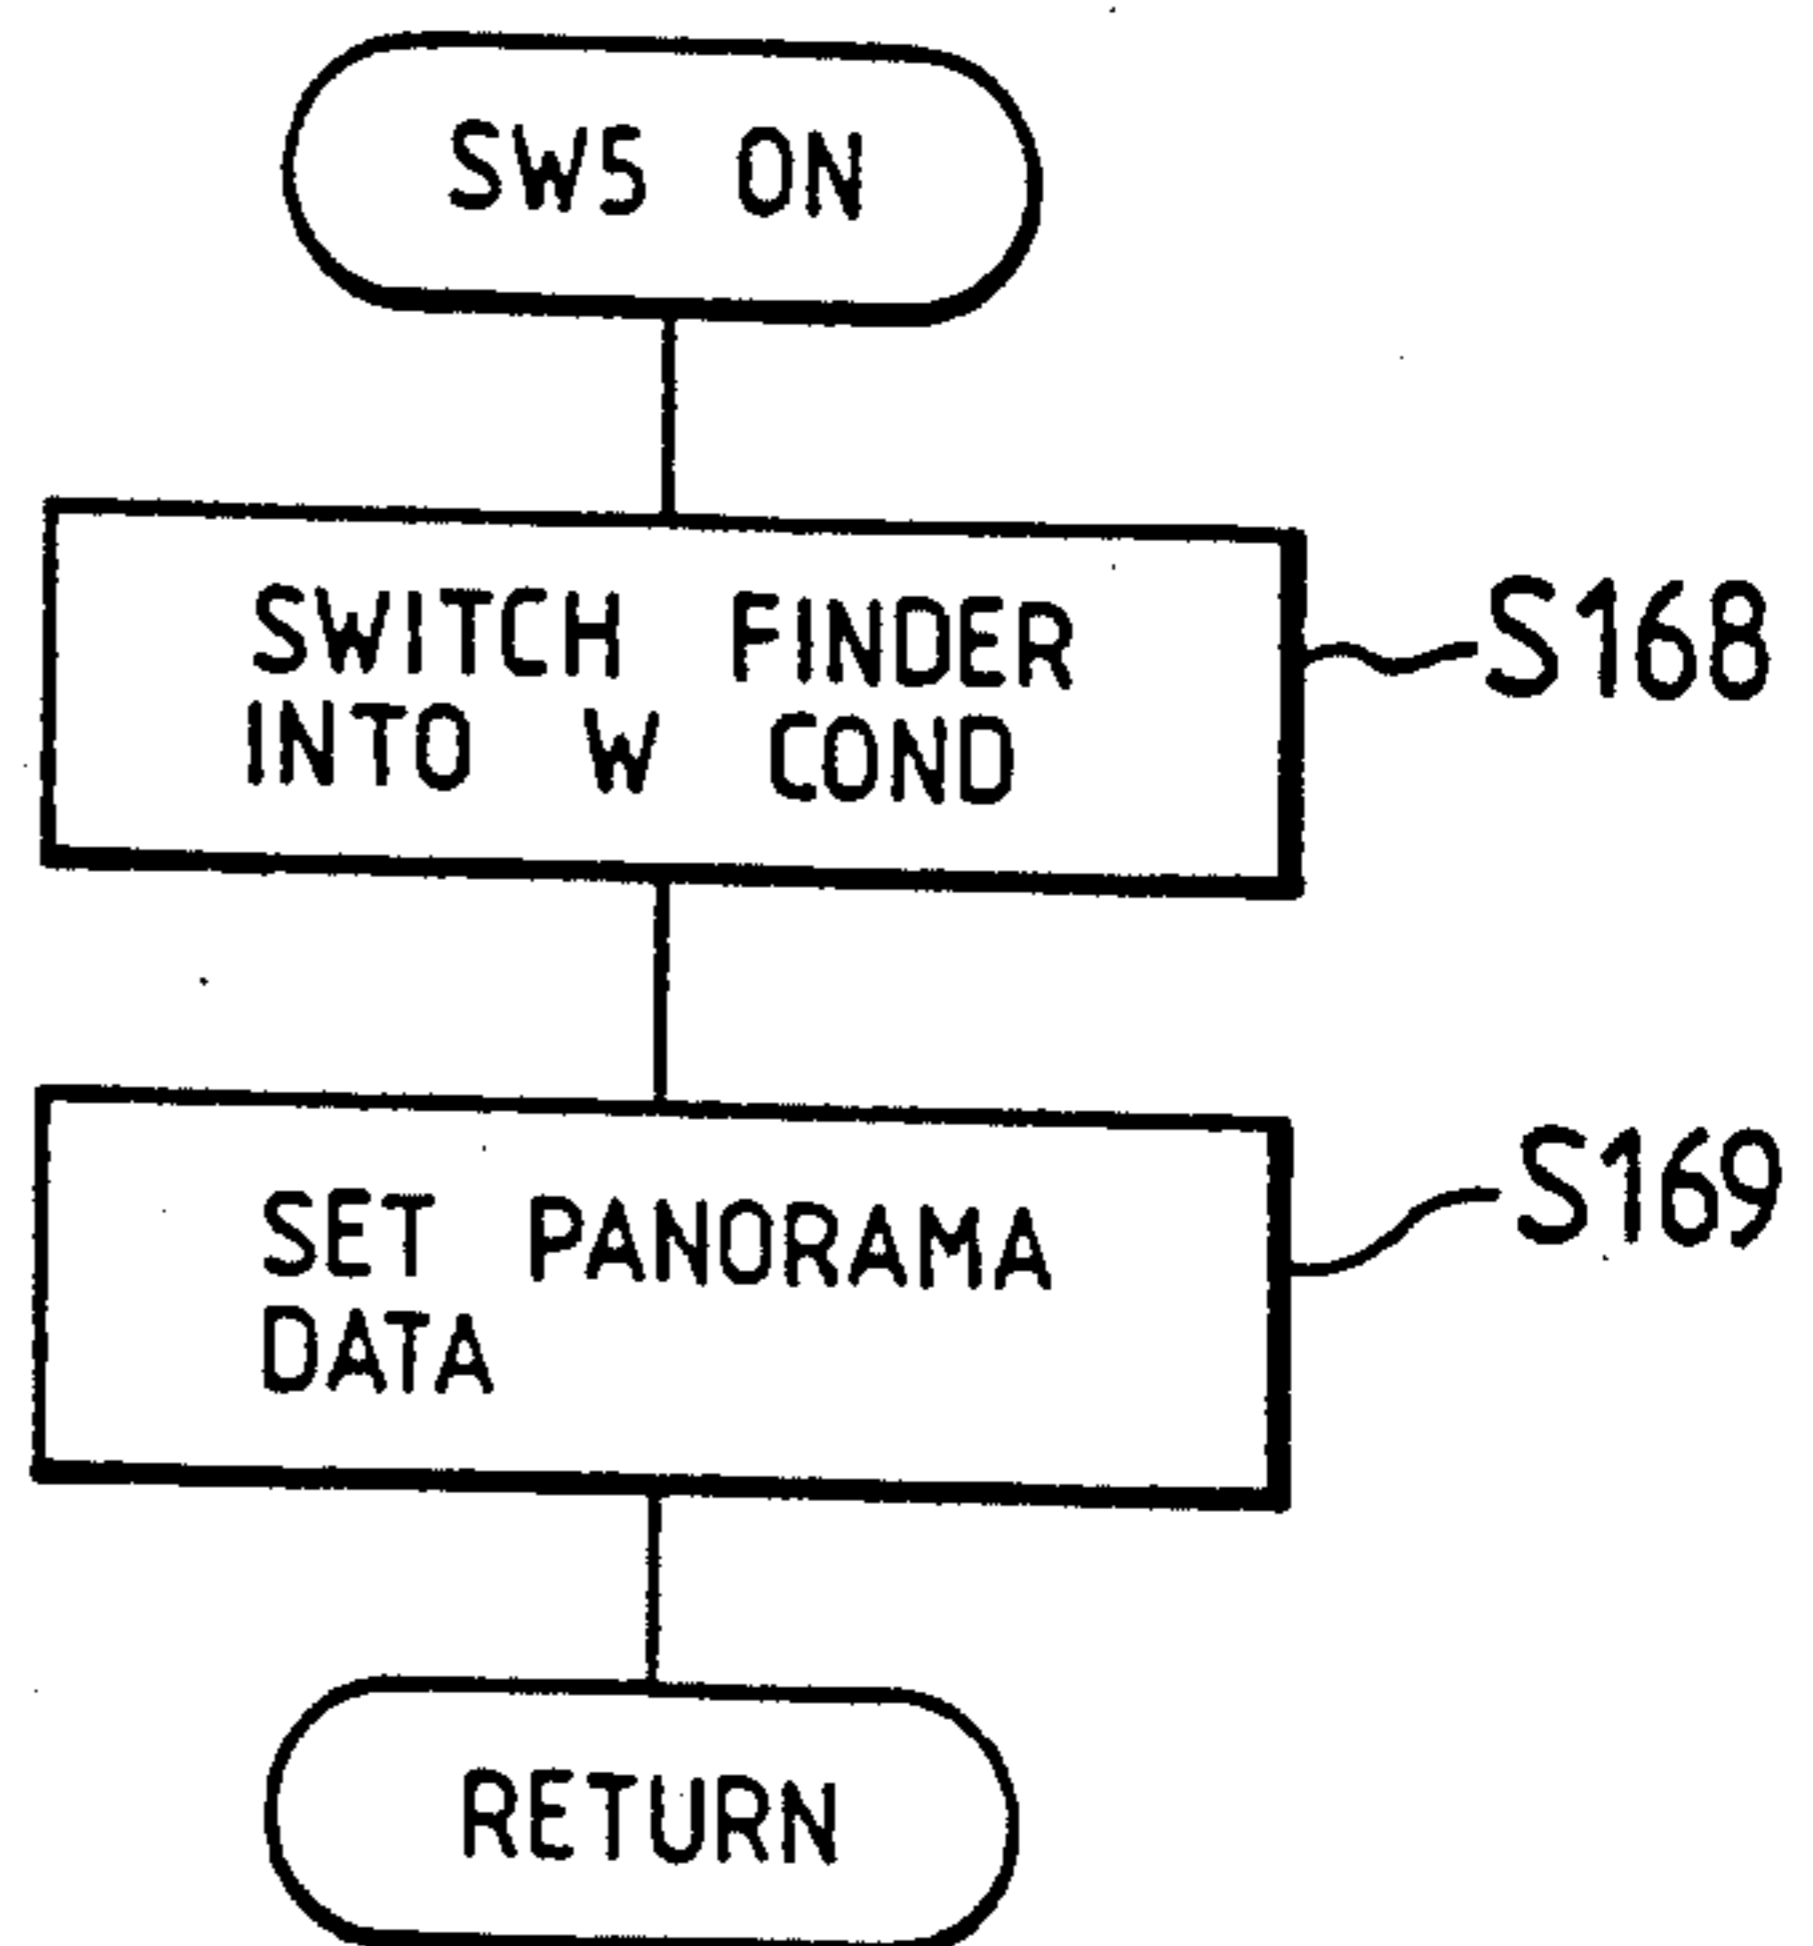 SW5 ON
SWITCH FINDER
INTO W COND
S168
SET PANORAMA
DATA
S169
RETURN